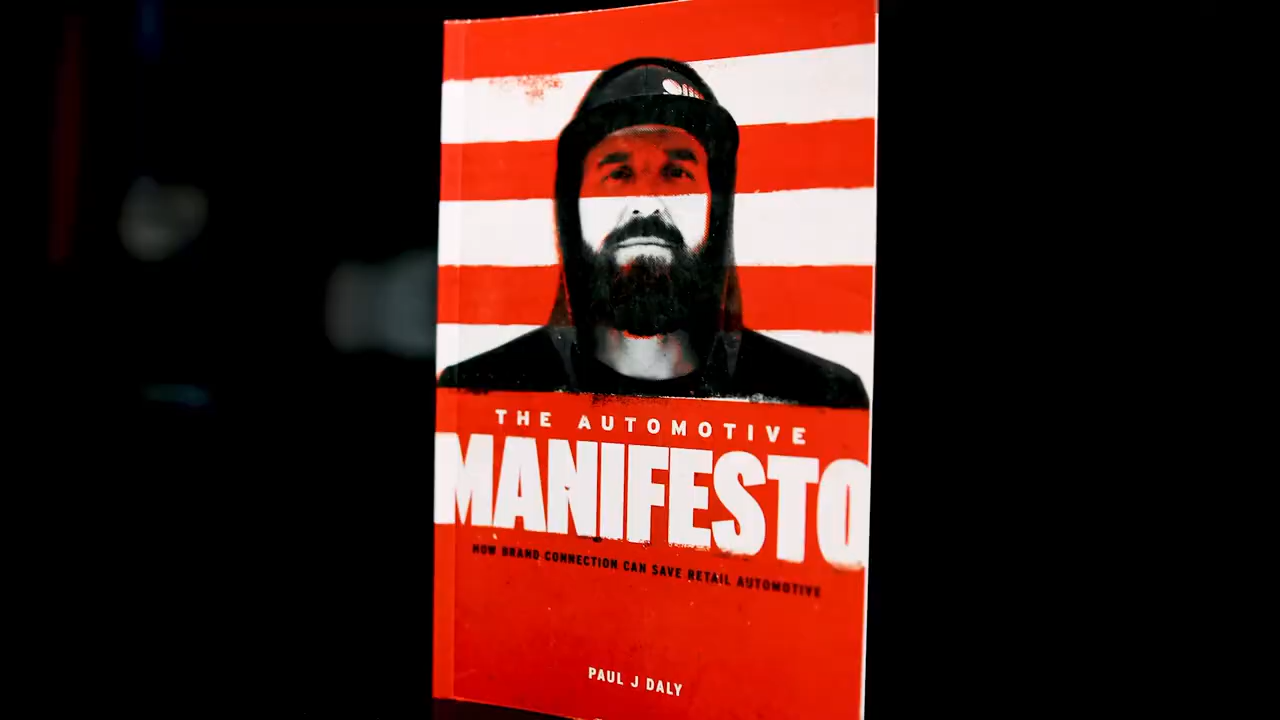 THE AUTOMOTIVE
MANIFESTO
HOW BRAND CONNECTION CAN SAVE RETAIL AUTOMOTIVE
PAUL J DALY